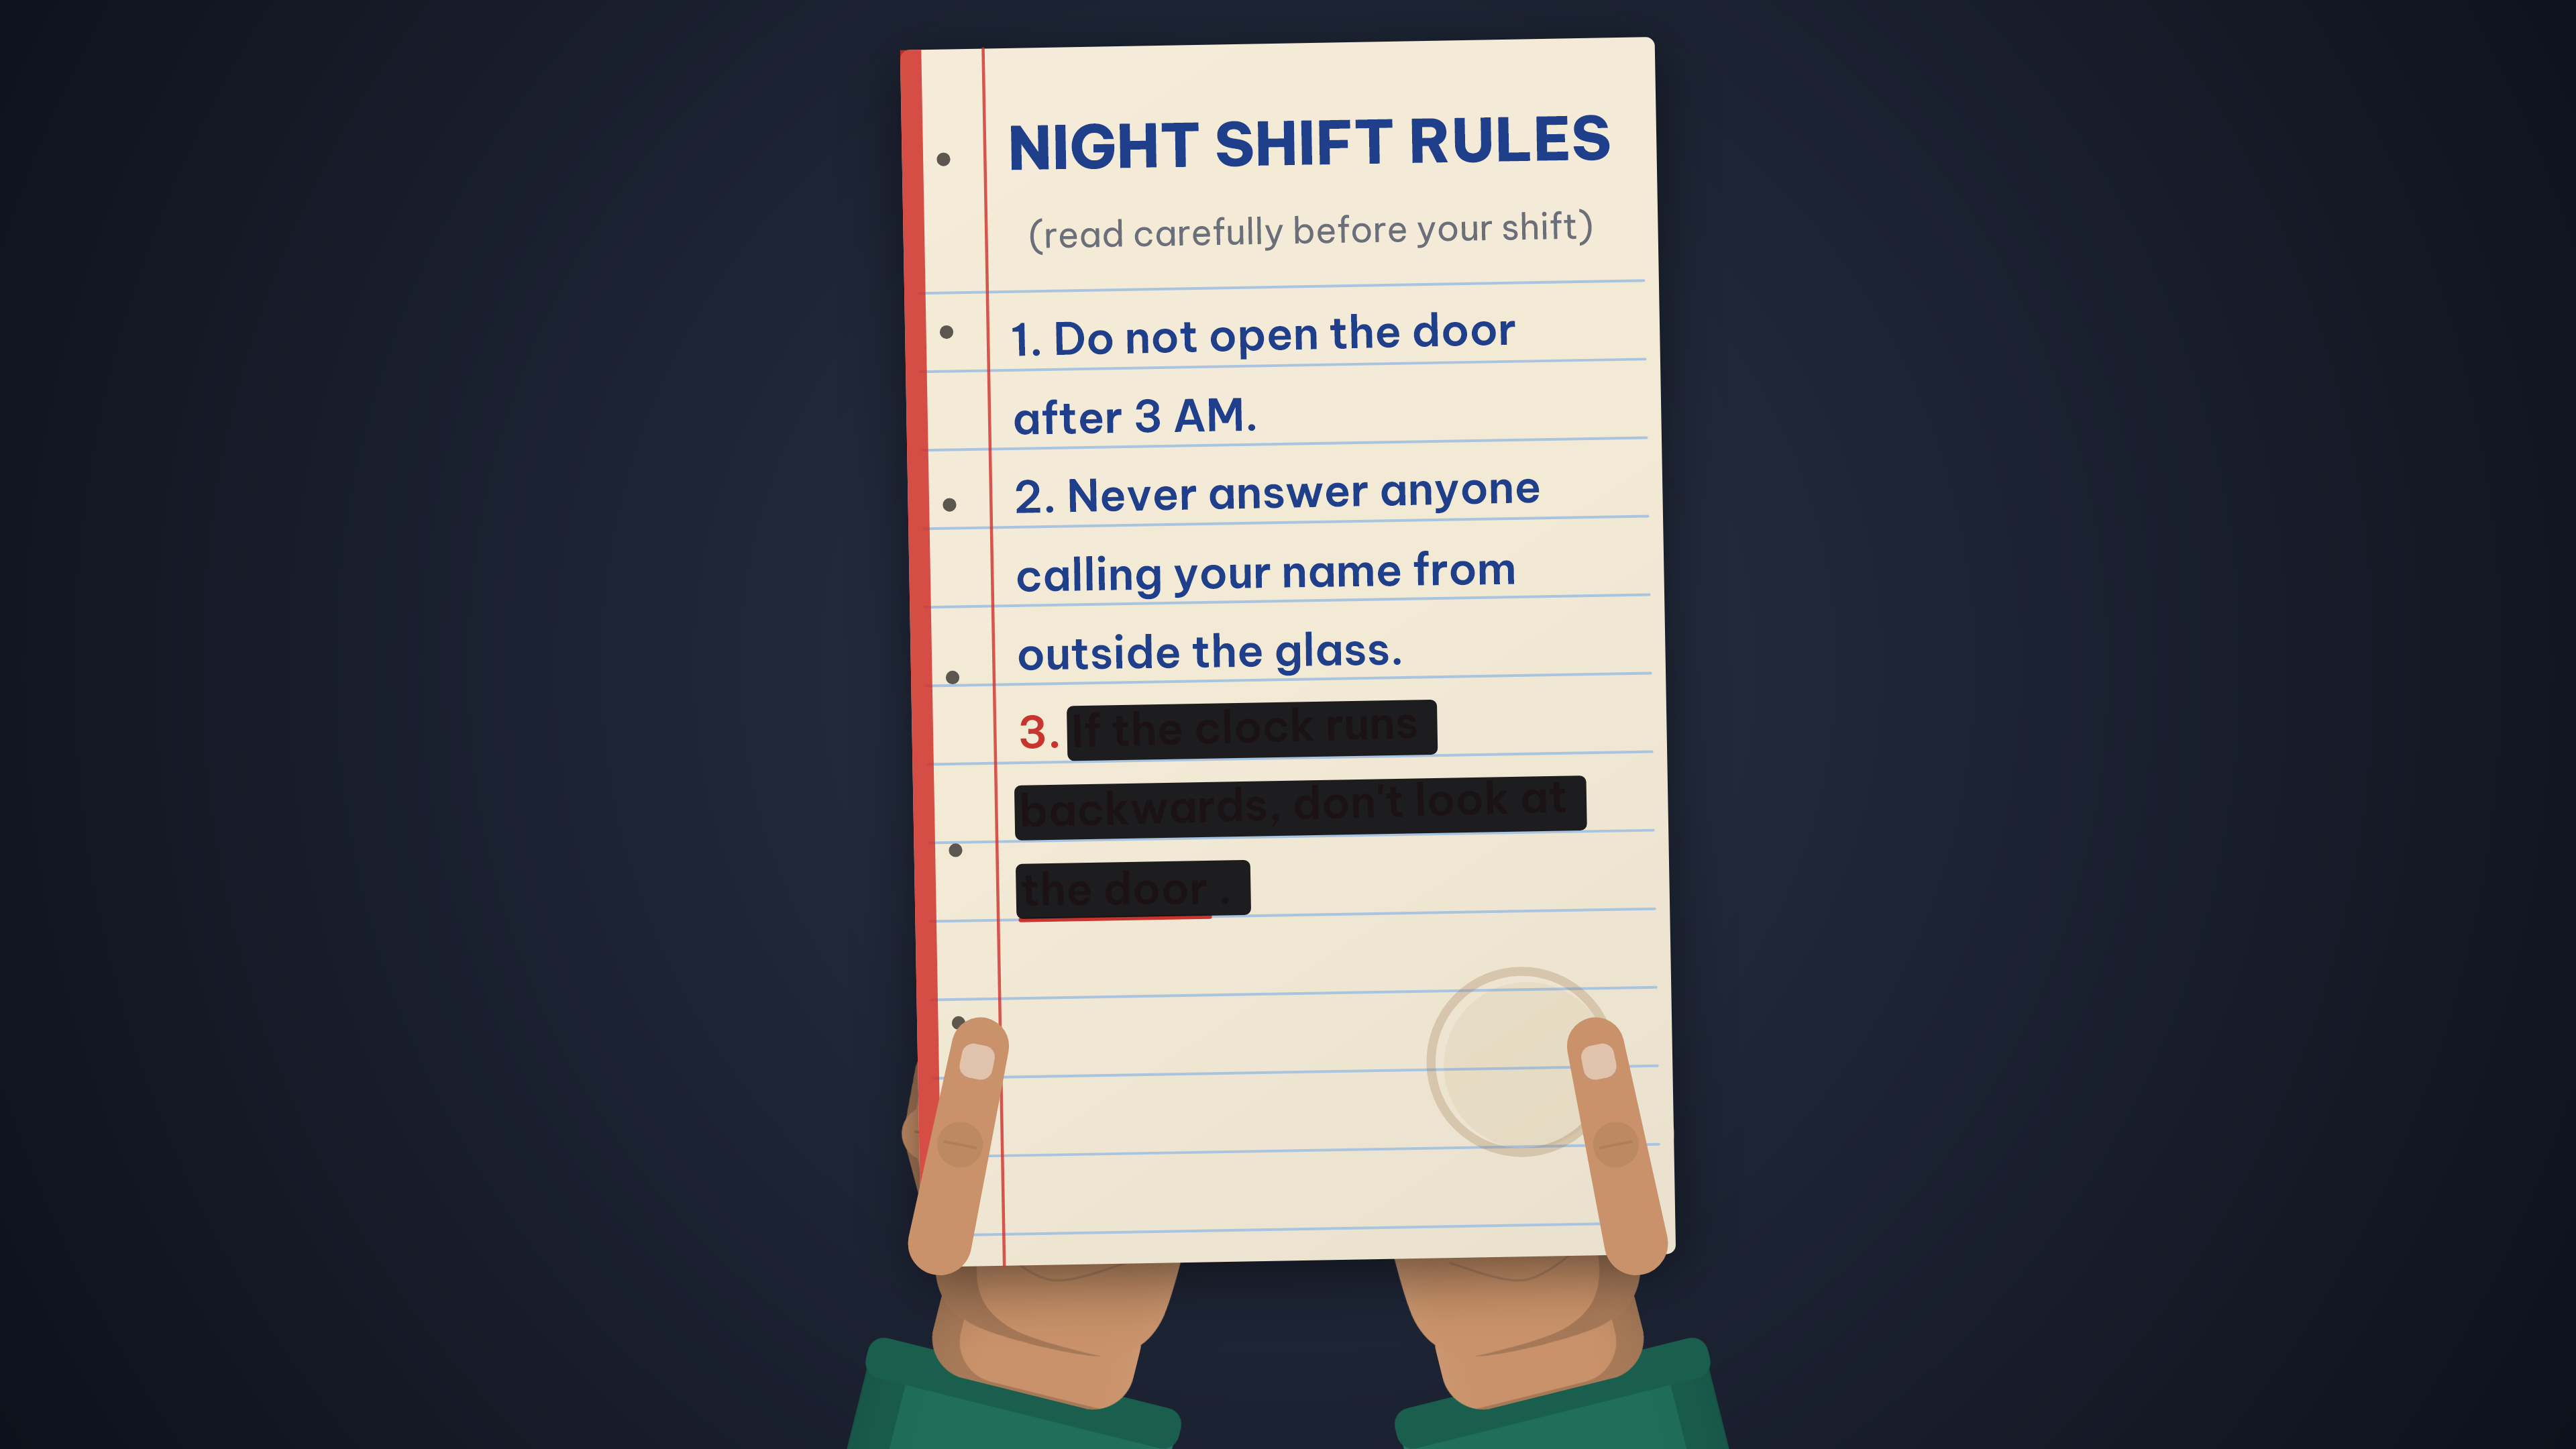 NIGHT SHIFT RULES
(read carefully before your shift)
1. Do not open the door
after 3 AM.
2. Never answer anyone
calling your name from
outside the glass.
3. If the clock runs
backwards, don't look at
the door .